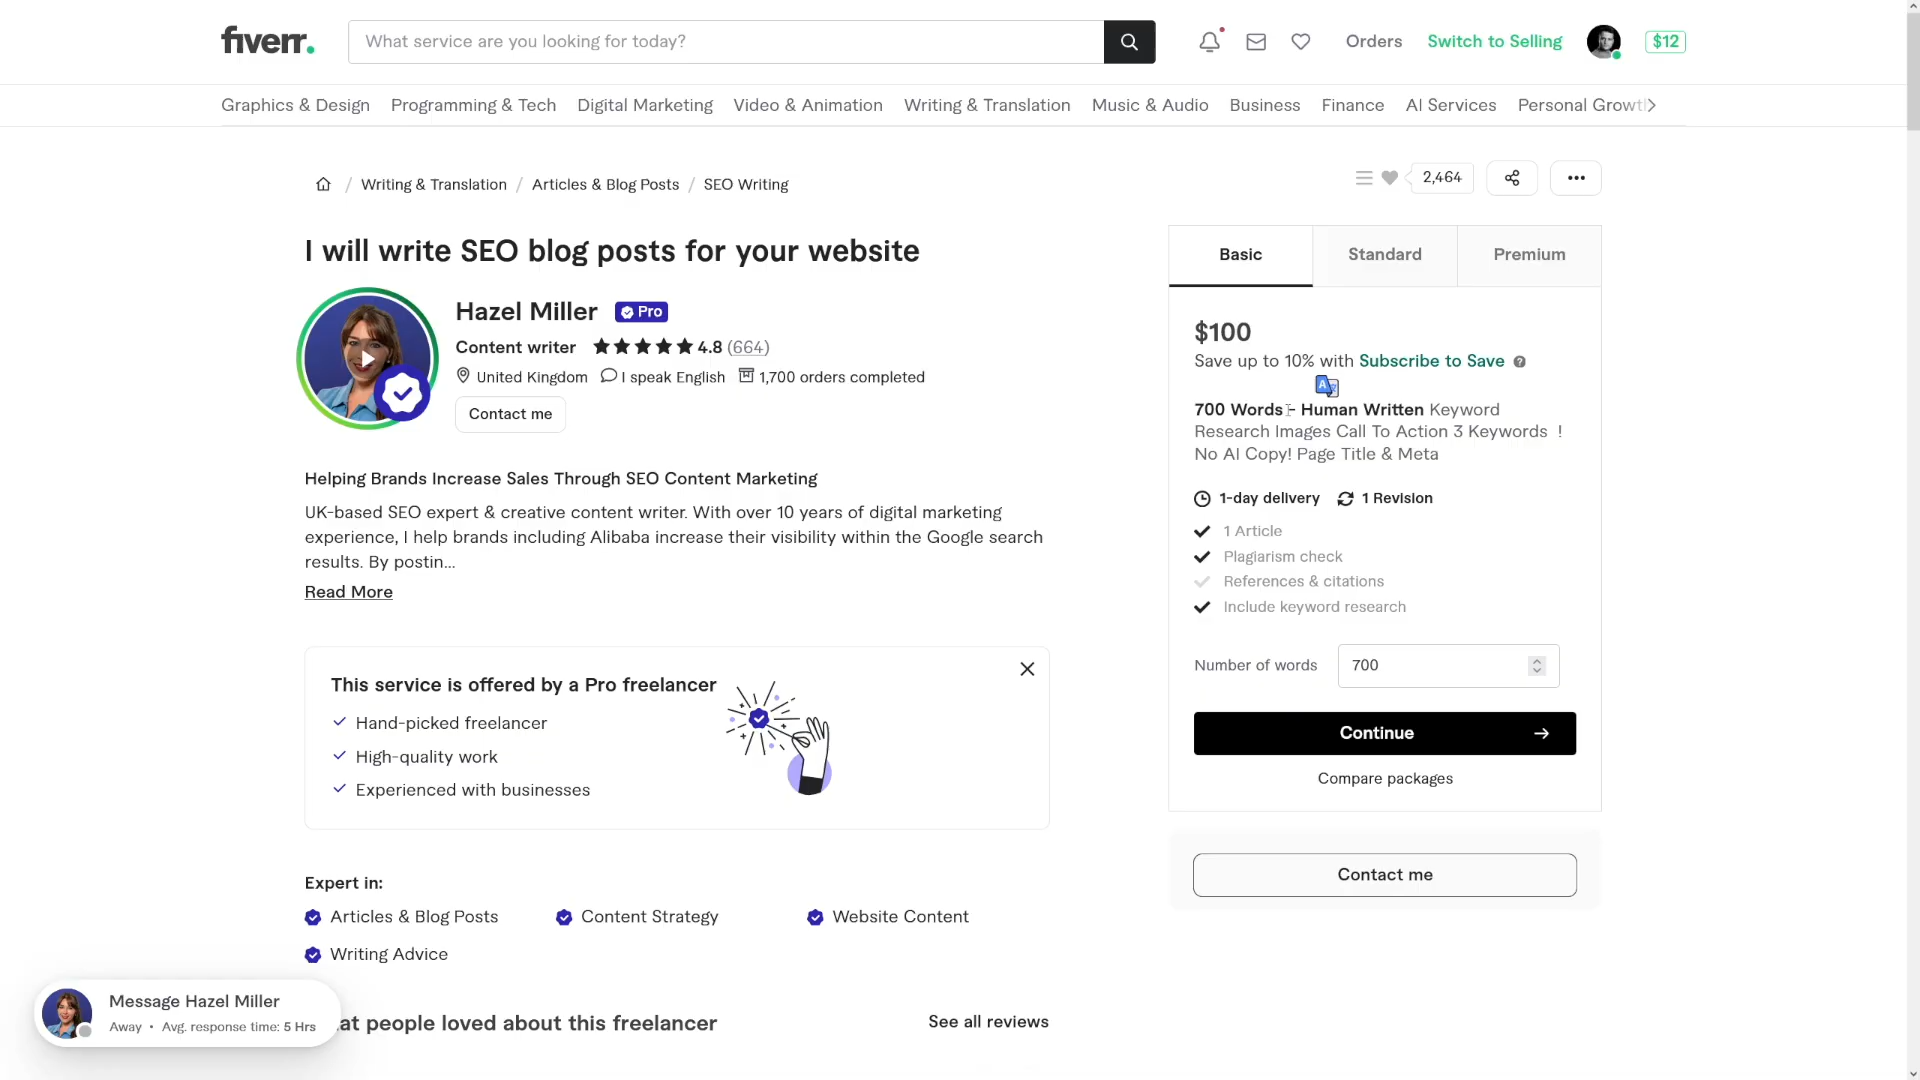 fiverr.
What service are you looking for today?
Orders
Switch to Selling
$12
Graphics & Design
Programming & Tech
Digital Marketing
Video & Animation
Writing & Translation
Music & Audio
Business
Finance
AI Services
Personal Growth
Writing & Translation / Articles & Blog Posts / SEO Writing
2,464
I will write SEO blog posts for your website
Hazel Miller
Pro
Content writer
4.8 (664)
United Kingdom
I speak English
1,700 orders completed
Contact me
Helping Brands Increase Sales Through SEO Content Marketing
UK-based SEO expert & creative content writer. With over 10 years of digital marketing
experience, I help brands including Alibaba increase their visibility within the Google search
results. By postin...
Read More
This service is offered by a Pro freelancer
Hand-picked freelancer
High-quality work
Experienced with businesses
Expert in:
Articles & Blog Posts
Content Strategy
Website Content
Writing Advice
at people loved about this freelancer
See all reviews
Message Hazel Miller
Away • Avg. response time: 5 Hrs
Basic
Standard
Premium
$100
Save up to 10% with Subscribe to Save
700 Words - Human Written Keyword
Research Images Call To Action 3 Keywords !
No AI Copy! Page Title & Meta
1-day delivery
1 Revision
1 Article
Plagiarism check
References & citations
Include keyword research
Number of words
700
Continue
Compare packages
Contact me